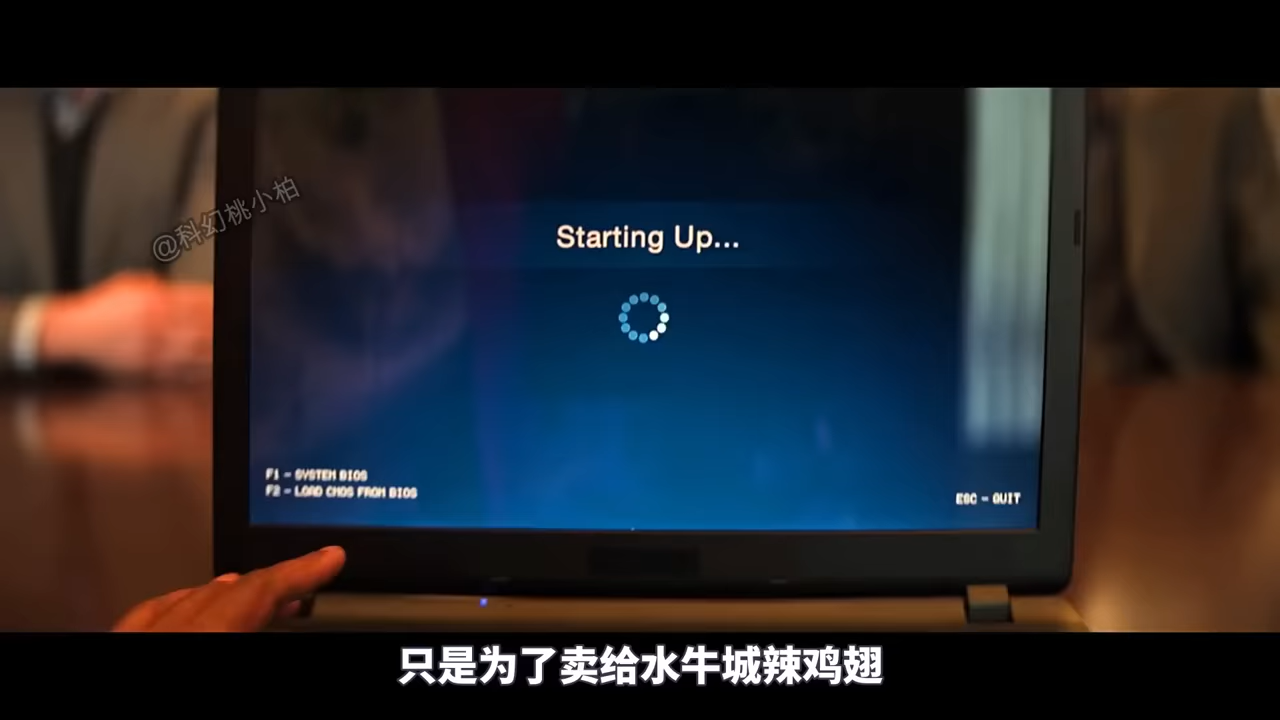 @科幻桃小柏
Starting Up...
F1 - SYSTEM BIOS
F2 - LOAD CMOS FROM BIOS
ESC - QUIT
只是为了卖给水牛城辣鸡翅